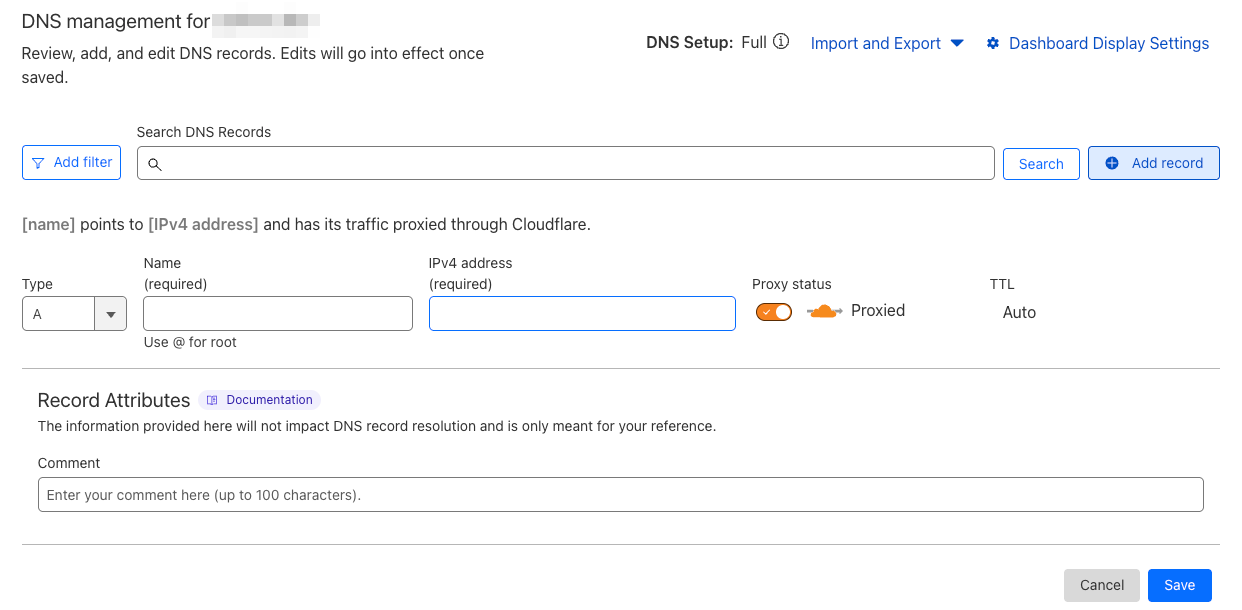 DNS management for
Review, add, and edit DNS records. Edits will go into effect once
saved.
DNS Setup: Full Import and Export Dashboard Display Settings
Search DNS Records
Add filter Search Add record
[name] points to [IPv4 address] and has its traffic proxied through Cloudflare.
Name IPv4 address
Type (required) (required) Proxy status TTL
A Proxied Auto
Use @ for root
Record Attributes Documentation
The information provided here will not impact DNS record resolution and is only meant for your reference.
Comment
Enter your comment here (up to 100 characters).
Cancel Save